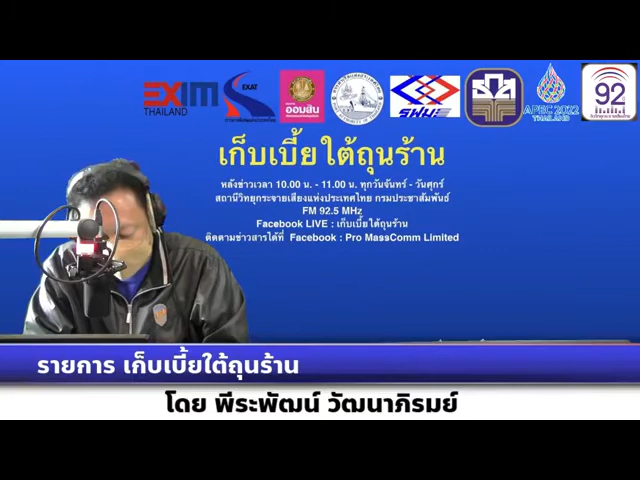 EXIM
THAILAND
EXAT
ออมสิน
รฟม
ธกส
APEC 2022
THAILAND
92
เก็บเบี้ยใต้ถุนร้าน
หลังข่าวเวลา 10.00 น. - 11.00 น. ทุกวันจันทร์ - วันศุกร์
สถานีวิทยุกระจายเสียงแห่งประเทศไทย กรมประชาสัมพันธ์
FM 92.5 MHz
Facebook LIVE : เก็บเบี้ยใต้ถุนร้าน
ติดตามข่าวสารได้ที่ Facebook : Pro MassComm Limited
รายการ เก็บเบี้ยใต้ถุนร้าน
โดย พีระพัฒน์ วัฒนาภิรมย์